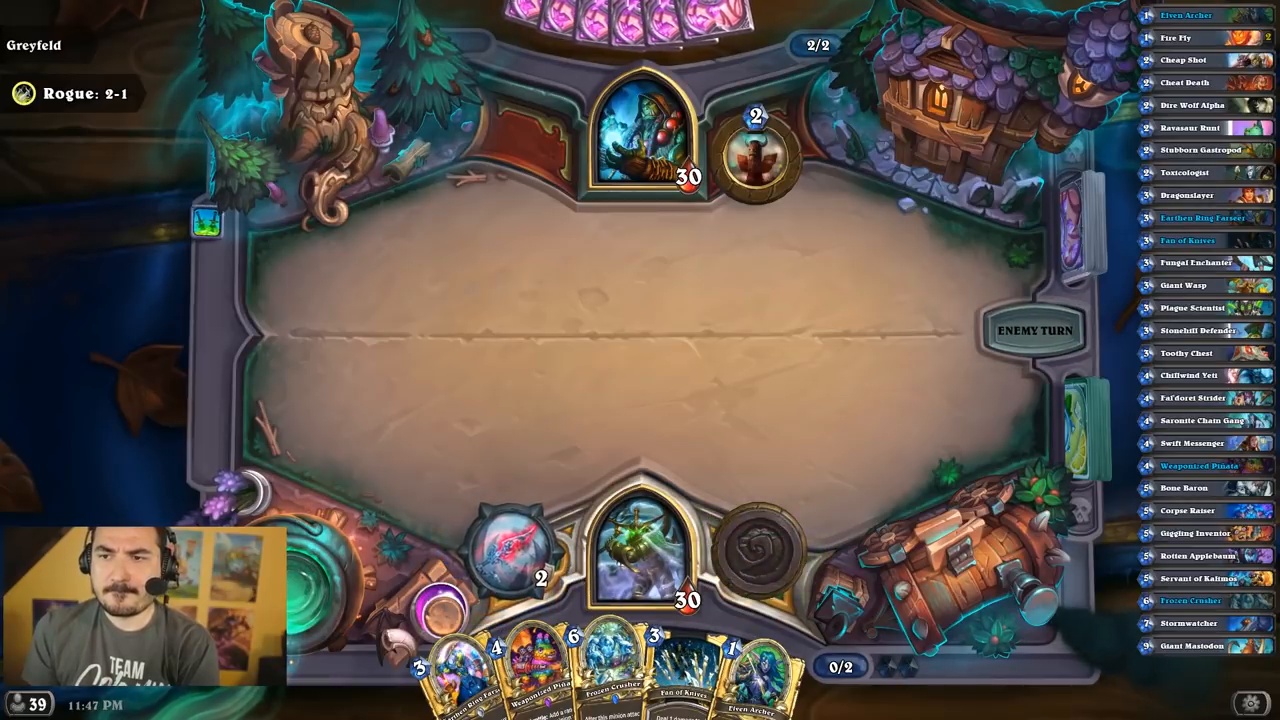 Greyfeld
Rogue: 2-1
2/2
2
30
ENEMY TURN
2
30
3
4
6
3
1
Weaponized Piña
Frozen Crusher
Fan of Knives
Elven Archer
0/2
TEAM
39
11:47 PM
1 Elven Archer
1 Fire Fly 2
2 Cheap Shot
2 Cheat Death
2 Dire Wolf Alpha
2 Ravasaur Runt
2 Stubborn Gastropod
2 Toxicologist
3 Dragonslayer
3 Earthen Ring Farseer
3 Fan of Knives
3 Fungal Enchanter
3 Giant Wasp
3 Plague Scientist
3 Stonehill Defender
3 Toothy Chest
4 Chillwind Yeti
4 Fal'dorei Strider
4 Saronite Chain Gang
4 Swift Messenger
4 Weaponized Piñata
5 Bone Baron
5 Corpse Raiser
5 Giggling Inventor
5 Rotten Applebaum
5 Servant of Kalimos
6 Frozen Crusher
7 Stormwatcher
9 Giant Mastodon